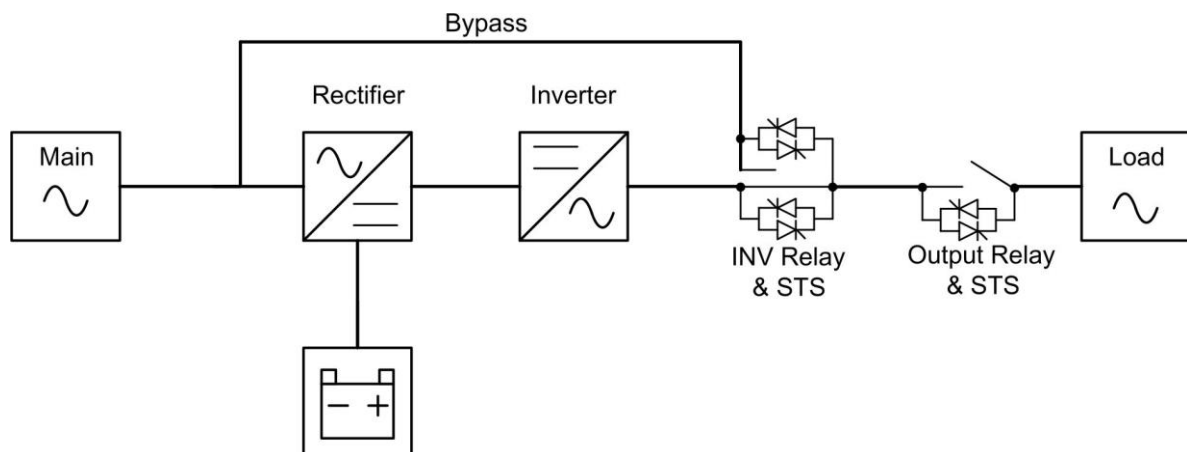 Bypass
Rectifier
Inverter
Main
Load
INV Relay
& STS
Output Relay
& STS